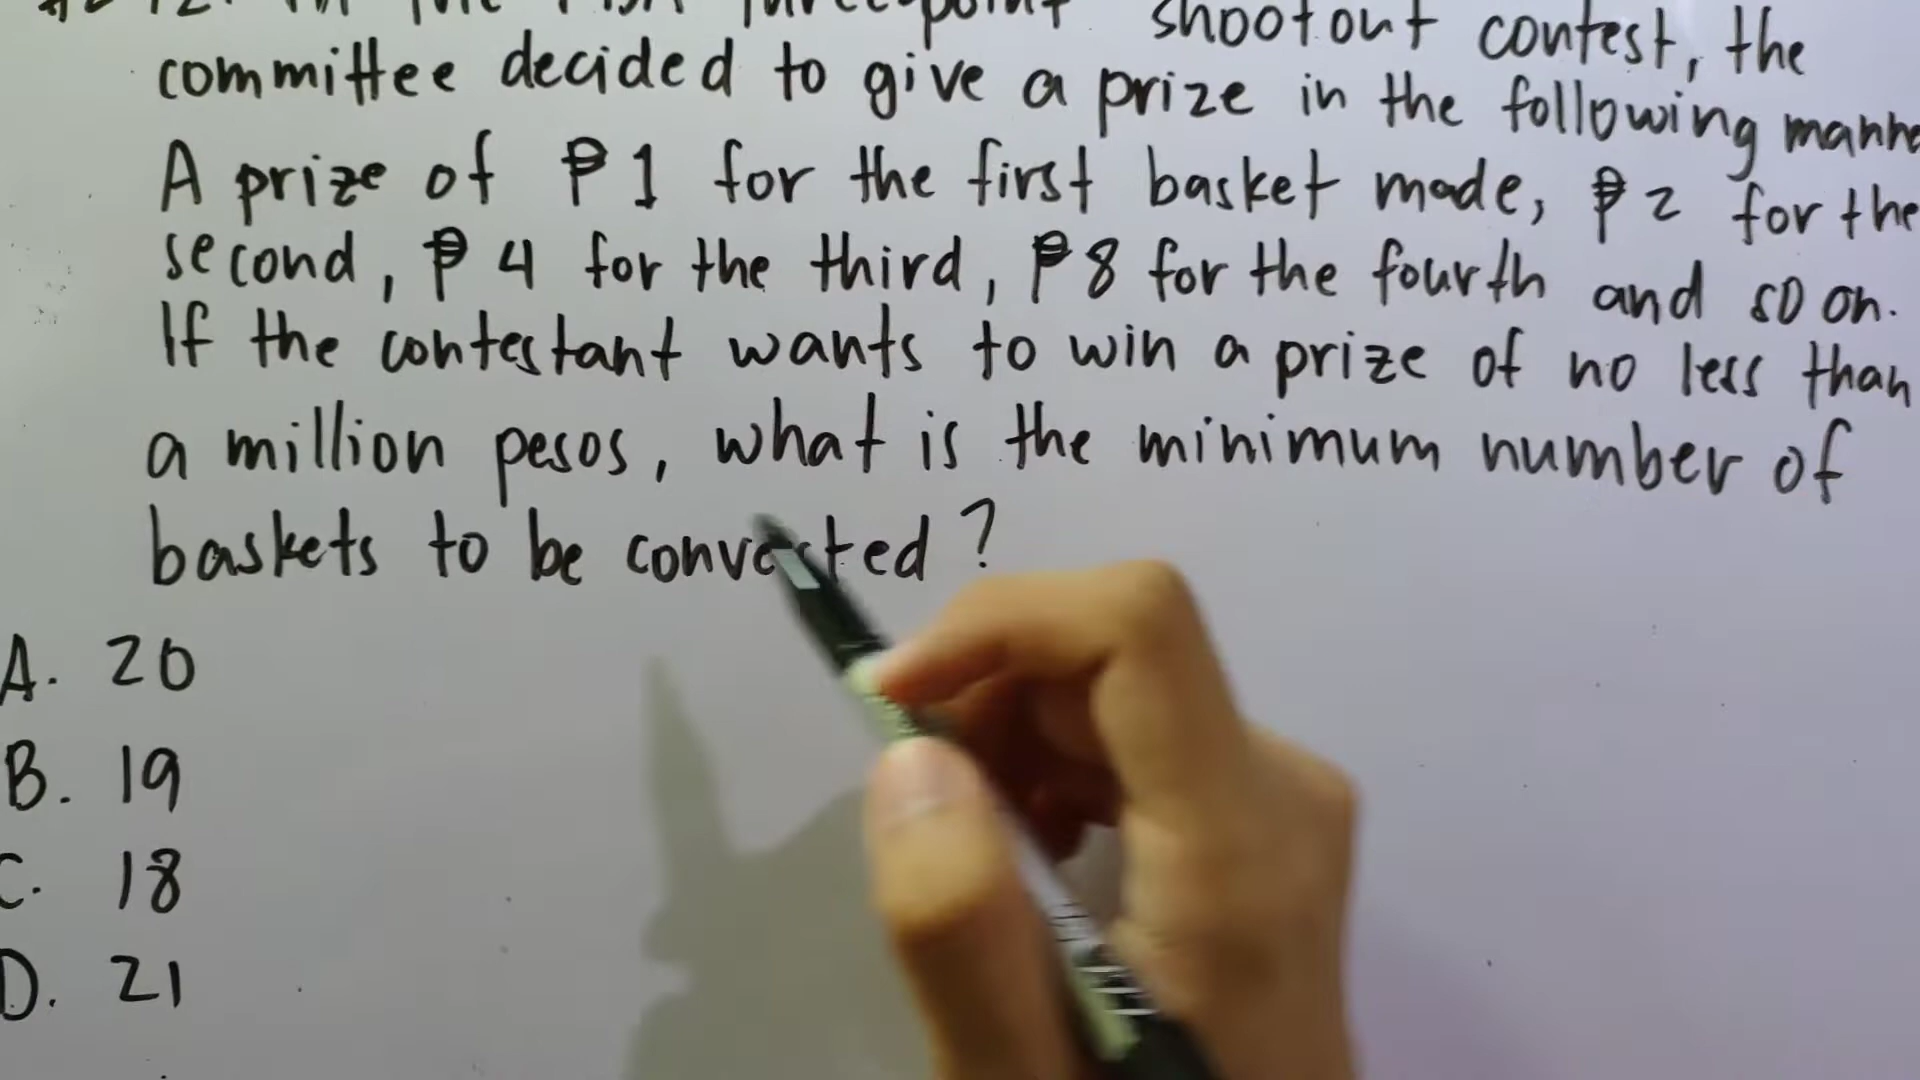 shootout contest, the
committee decided to give a prize in the following
A prize of ₱1 for the first basket made, ₱2 for the
second, ₱4 for the third, ₱8 for the fourth and so on.
If the contestant wants to win a prize of no less than
a million pesos, what is the minimum number of
baskets to be converted?
A. 20
B. 19
C. 18
D. 21